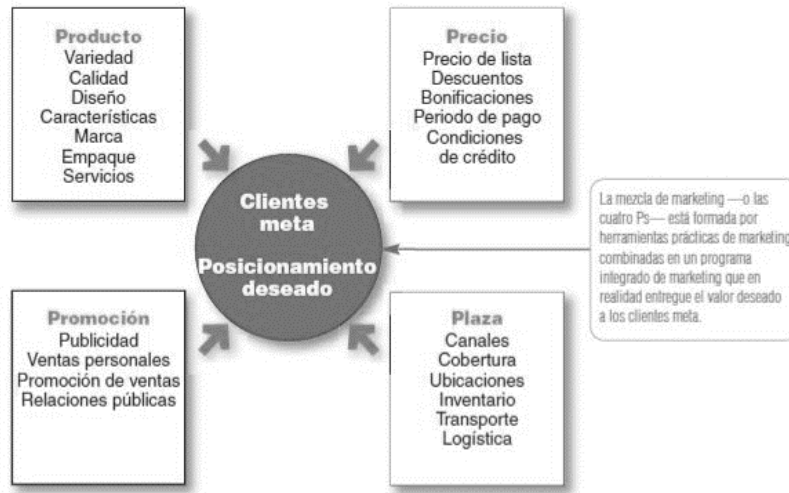 Producto
Variedad
Calidad
Diseño
Características
Marca
Empaque
Servicios
Precio
Precio de lista
Descuentos
Bonificaciones
Periodo de pago
Condiciones
de crédito
Clientes
meta
Posicionamiento
deseado
La mezcla de marketing —o las
cuatro Ps— está formada por
herramientas prácticas de marketing
combinadas en un programa
integrado de marketing que en
realidad entregue el valor deseado
a los clientes meta.
Promoción
Publicidad
Ventas personales
Promoción de ventas
Relaciones públicas
Plaza
Canales
Cobertura
Ubicaciones
Inventario
Transporte
Logística